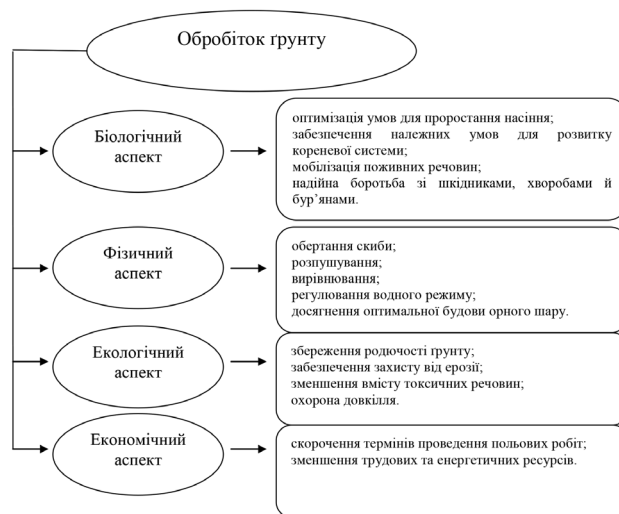 Обробіток ґрунту
Біологічний
аспект
оптимізація умов для проростання насіння;
забезпечення належних умов для розвитку
кореневої системи;
мобілізація поживних речовин;
надійна боротьба зі шкідниками, хворобами й
бур’янами.
Фізичний
аспект
обертання скиби;
розпушування;
вирівнювання;
регулювання водного режиму;
досягнення оптимальної будови орного шару.
Екологічний
аспект
збереження родючості ґрунту;
забезпечення захисту від ерозії;
зменшення вмісту токсичних речовин;
охорона довкілля.
Економічний
аспект
скорочення термінів проведення польових робіт;
зменшення трудових та енергетичних ресурсів.